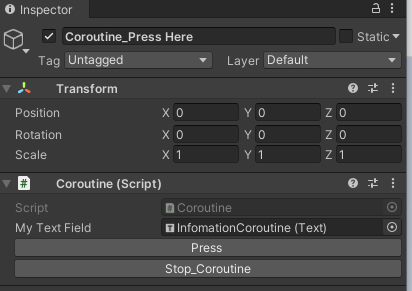 Inspector
Coroutine_Press Here Static
Tag Untagged Layer Default
Transform
Position X 0 Y 0 Z 0
Rotation X 0 Y 0 Z 0
Scale X 1 Y 1 Z 1
# Coroutine (Script)
Script # Coroutine
My Text Field T InfomationCoroutine (Text)
Press
Stop_Coroutine